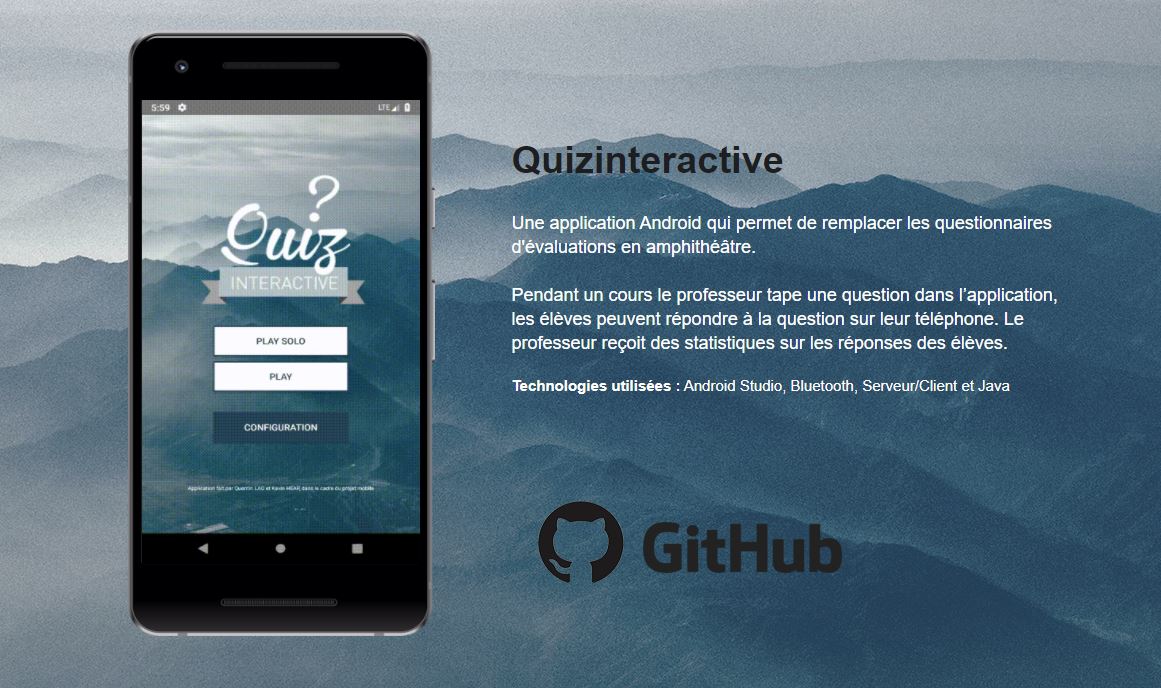 5:59
LTE
?
Quiz
INTERACTIVE
PLAY SOLO
PLAY
CONFIGURATION
Application fait par Quentin LAO et Kevin HEAR, dans le cadre du projet mobile
Quizinteractive
Une application Android qui permet de remplacer les questionnaires
d'évaluations en amphithéâtre.
Pendant un cours le professeur tape une question dans l’application,
les élèves peuvent répondre à la question sur leur téléphone. Le
professeur reçoit des statistiques sur les réponses des élèves.
Technologies utilisées : Android Studio, Bluetooth, Serveur/Client et Java
GitHub